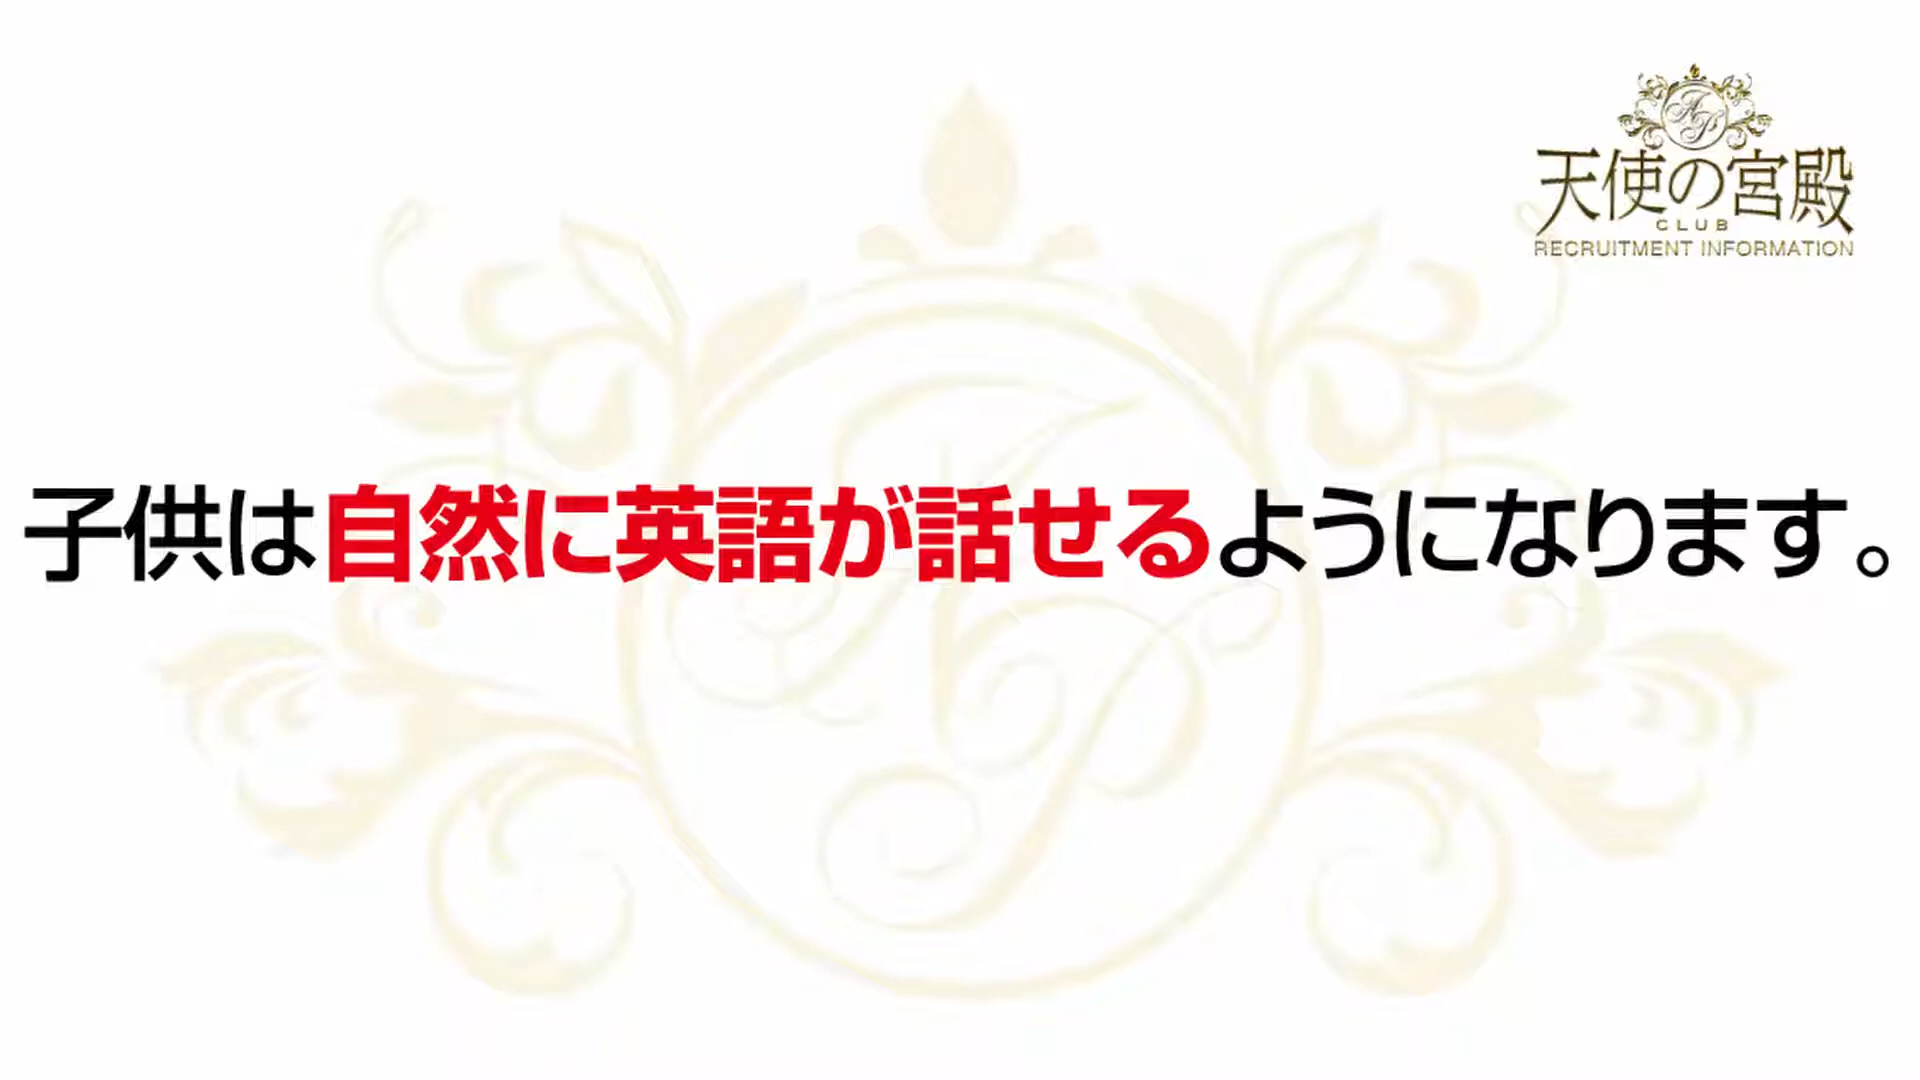 天使の宮殿
CLUB
RECRUITMENT INFORMATION
子供は自然に英語が話せるようになります。